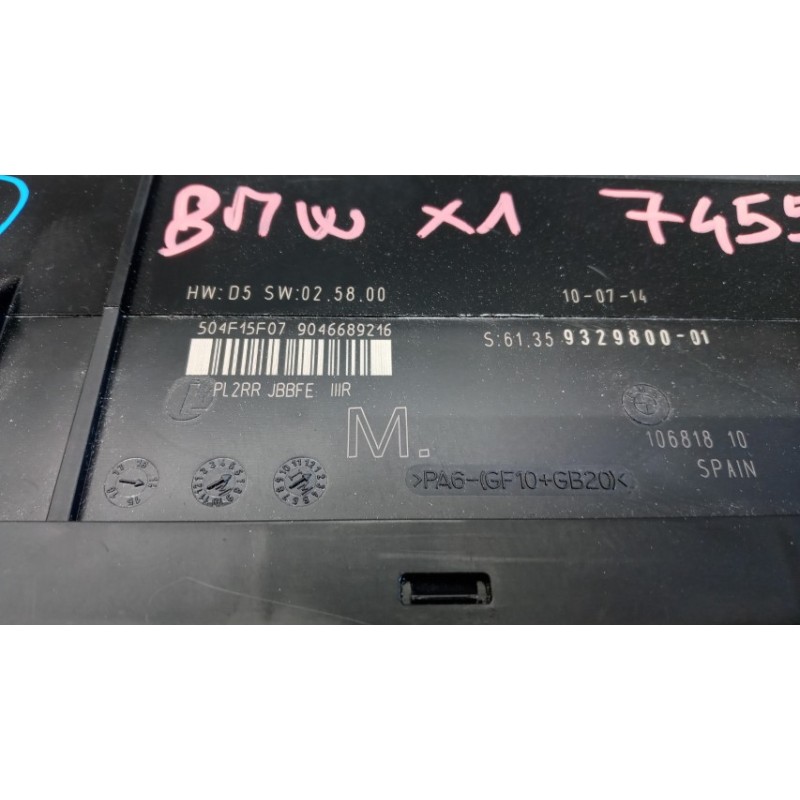 BMW X1 7455
HW: D5 SW:02.58.00 10-07-14
504F15F07 9046689216
S:61.35 9329800-01
PL2RR JBBFE IIIR
M.
106818 10
>PA6-(GF10+GB20)<
SPAIN